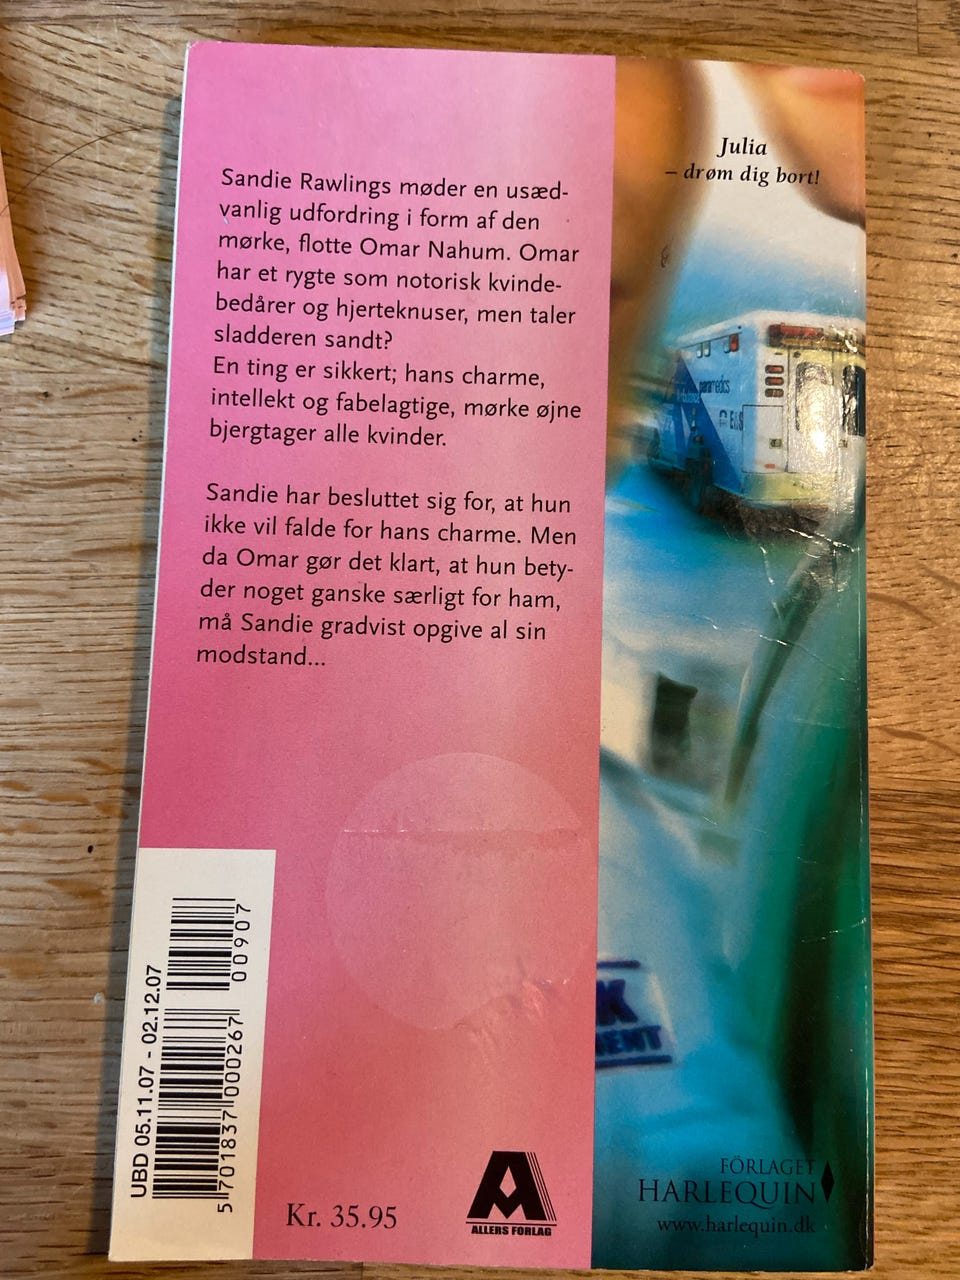 Sandie Rawlings møder en usæd-
vanlig udfordring i form af den
mørke, flotte Omar Nahum. Omar
har et rygte som notorisk kvinde-
bedårer og hjerteknuser, men taler
sladderen sandt?
En ting er sikkert; hans charme,
intellekt og fabelagtige, mørke øjne
bjergtager alle kvinder.
Sandie har besluttet sig for, at hun
ikke vil falde for hans charme. Men
da Omar gør det klart, at hun bety-
der noget ganske særligt for ham,
må Sandie gradvist opgive al sin
modstand...
Julia
– drøm dig bort!
paramedics
EMS
K
MENT
UBD 05.11.07 - 02.12.07
5 701837 000267
00907
Kr. 35.95
A
ALLERS FORLAG
FÖRLAGET
HARLEQUIN
www.harlequin.dk